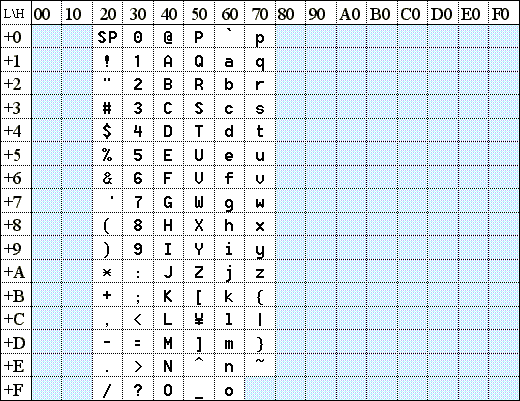 L\H 00 10 20 30 40 50 60 70 80 90 A0 B0 C0 D0 E0 F0
+0 SP 0 @ P ` p
+1 ! 1 A Q a q
+2 " 2 B R b r
+3 # 3 C S c s
+4 $ 4 D T d t
+5 % 5 E U e u
+6 & 6 F V f v
+7 ' 7 G W g w
+8 ( 8 H X h x
+9 ) 9 I Y i y
+A * : J Z j z
+B + ; K [ k {
+C , < L ¥ l |
+D - = M ] m }
+E . > N ^ n ~
+F / ? O _ o